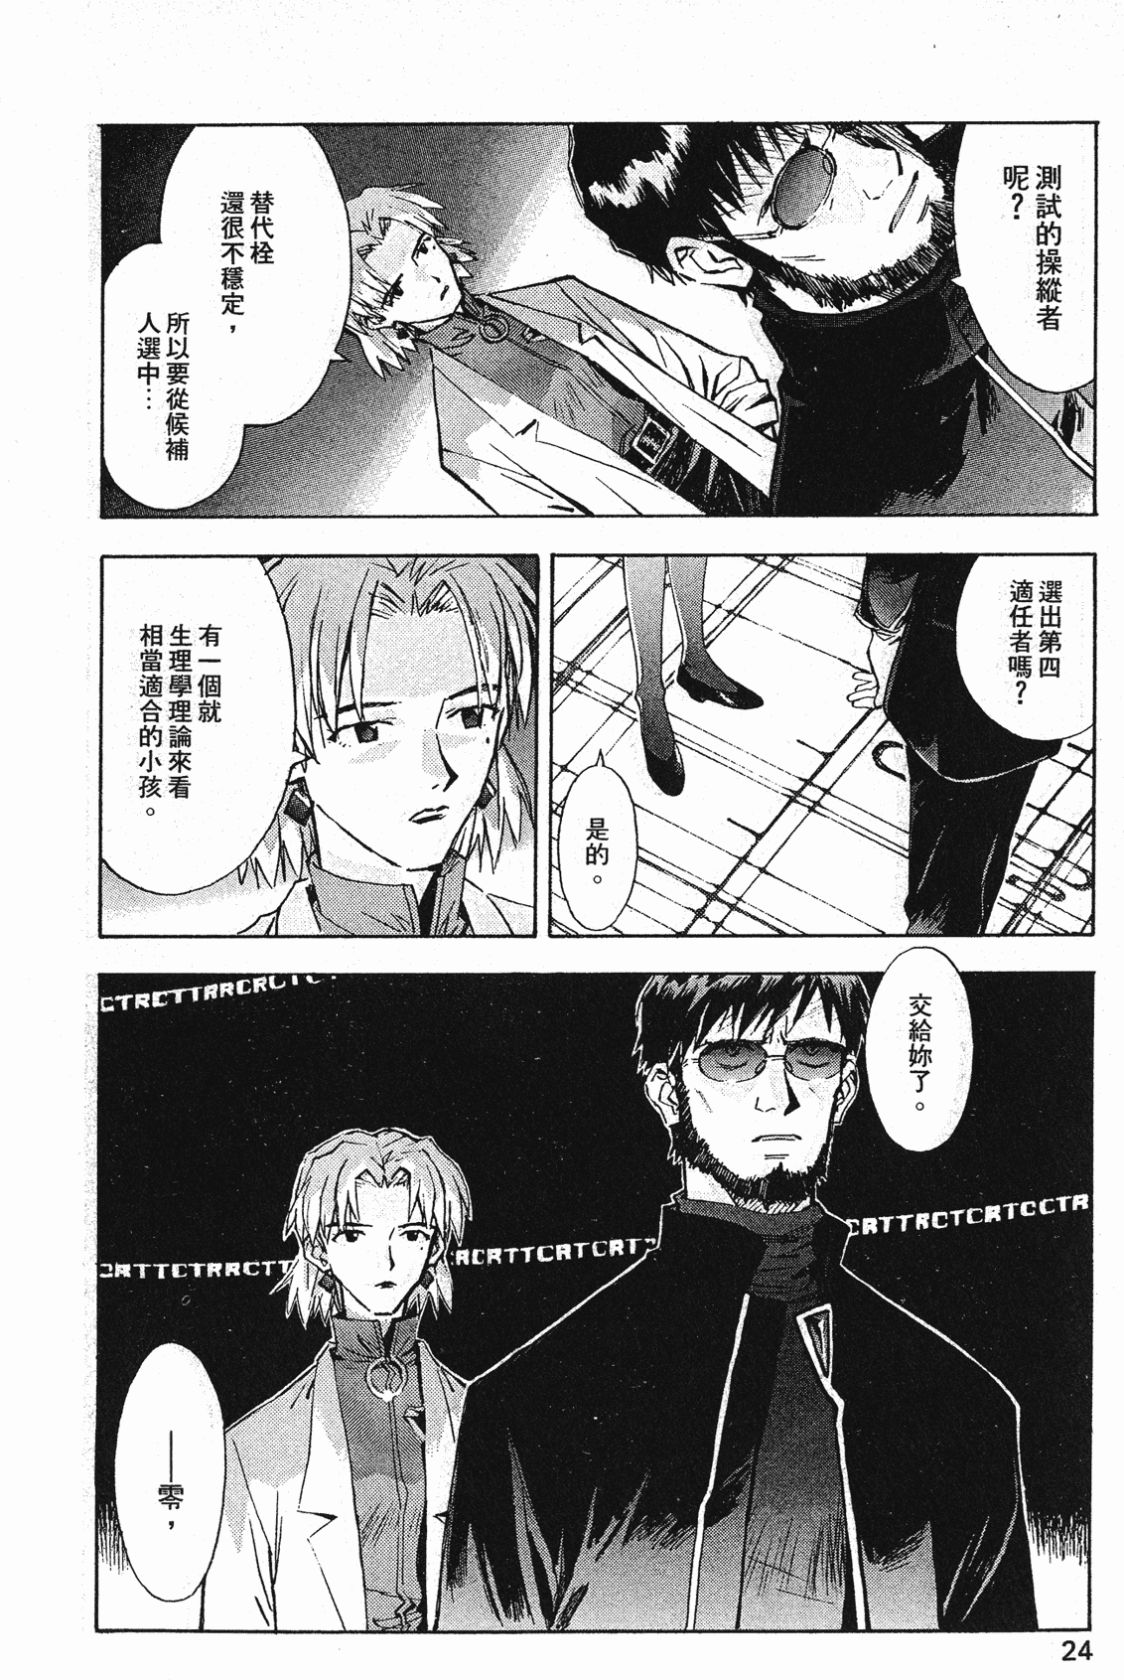 測試的操縱者
呢？
替代栓
還很不穩定，
所以要從候補
人選中…
選出第四
適任者嗎？
是的。
有一個就
生理學理論來看
相當適合的小孩。
交給妳了。
CTRCTTRRCRCTC
CRTTRCTCRTCCTR
CRCRTTCRTCRTT
CRTTCTRRCTT
——零，
24